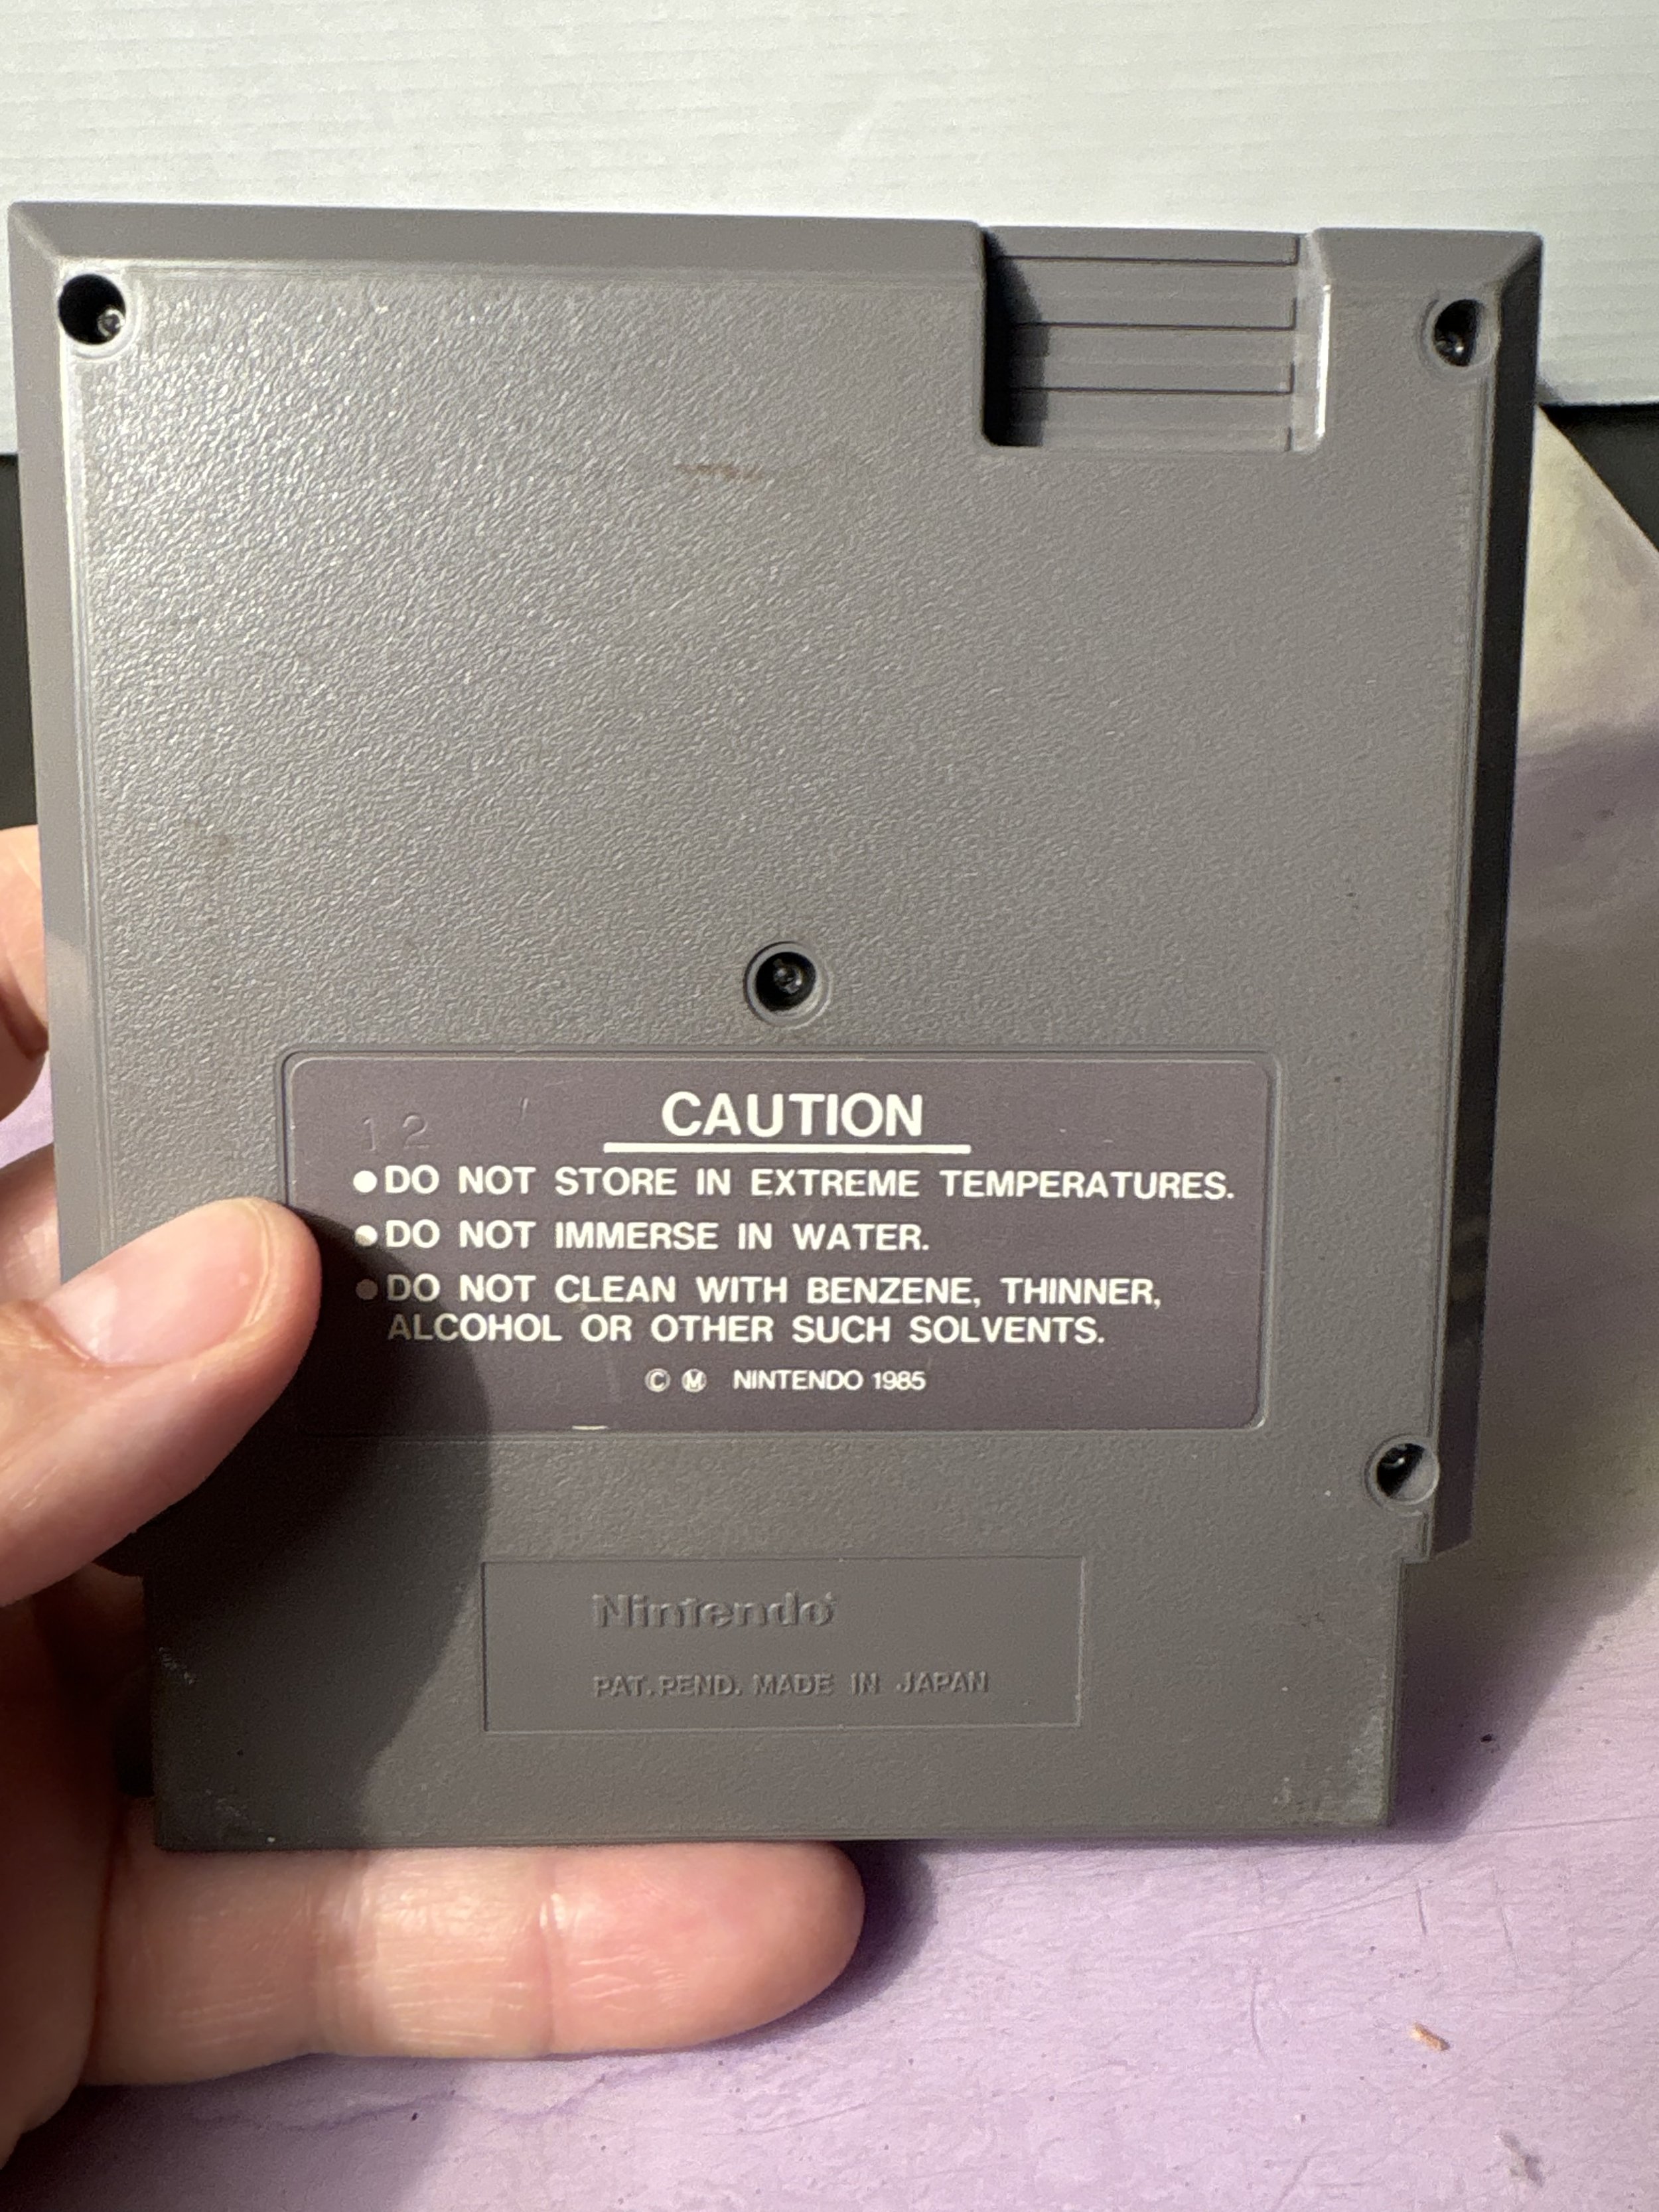 12
CAUTION
●DO NOT STORE IN EXTREME TEMPERATURES.
●DO NOT IMMERSE IN WATER.
●DO NOT CLEAN WITH BENZENE, THINNER,
ALCOHOL OR OTHER SUCH SOLVENTS.
© Ⓜ NINTENDO 1985
Nintendo®
PAT. PEND. MADE IN JAPAN